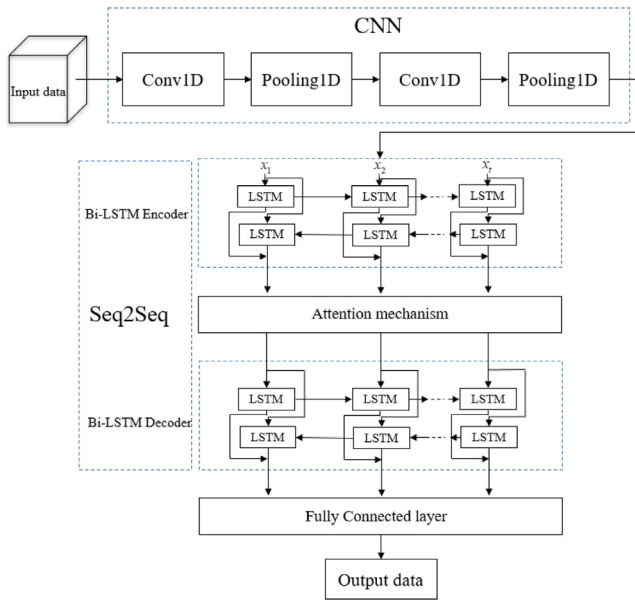 CNN
Input data
Conv1D
Pooling1D
Conv1D
Pooling1D
x1
x2
xt
Bi-LSTM Encoder
LSTM
LSTM
LSTM
LSTM
LSTM
LSTM
Seq2Seq
Attention mechanism
Bi-LSTM Decoder
LSTM
LSTM
LSTM
LSTM
LSTM
LSTM
Fully Connected layer
Output data